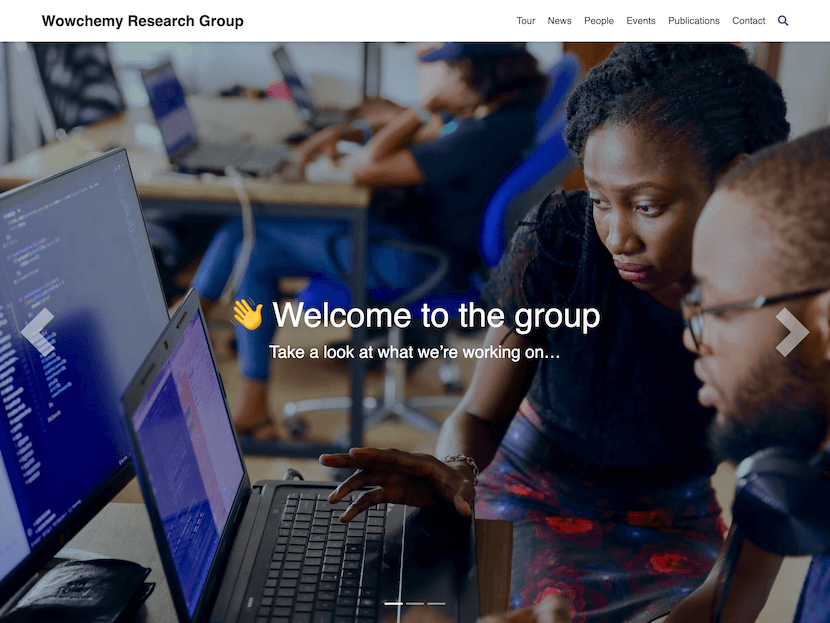 Wowchemy Research Group
Tour News People Events Publications Contact
👋 Welcome to the group
Take a look at what we're working on...